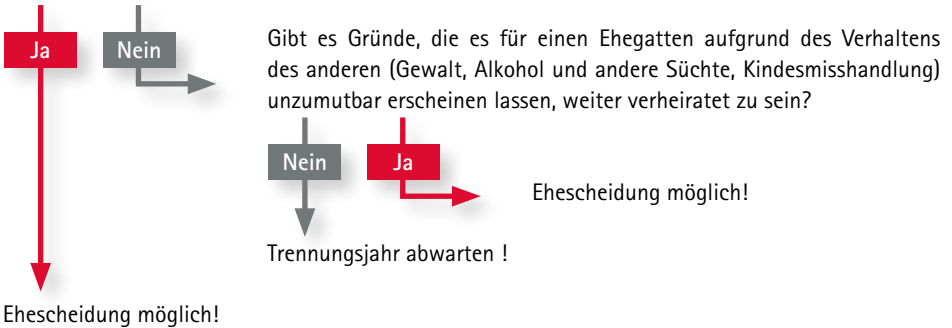 Ja
Nein
Gibt es Gründe, die es für einen Ehegatten aufgrund des Verhaltens
des anderen (Gewalt, Alkohol und andere Süchte, Kindesmisshandlung)
unzumutbar erscheinen lassen, weiter verheiratet zu sein?
Nein
Ja
Ehescheidung möglich!
Trennungsjahr abwarten !
Ehescheidung möglich!